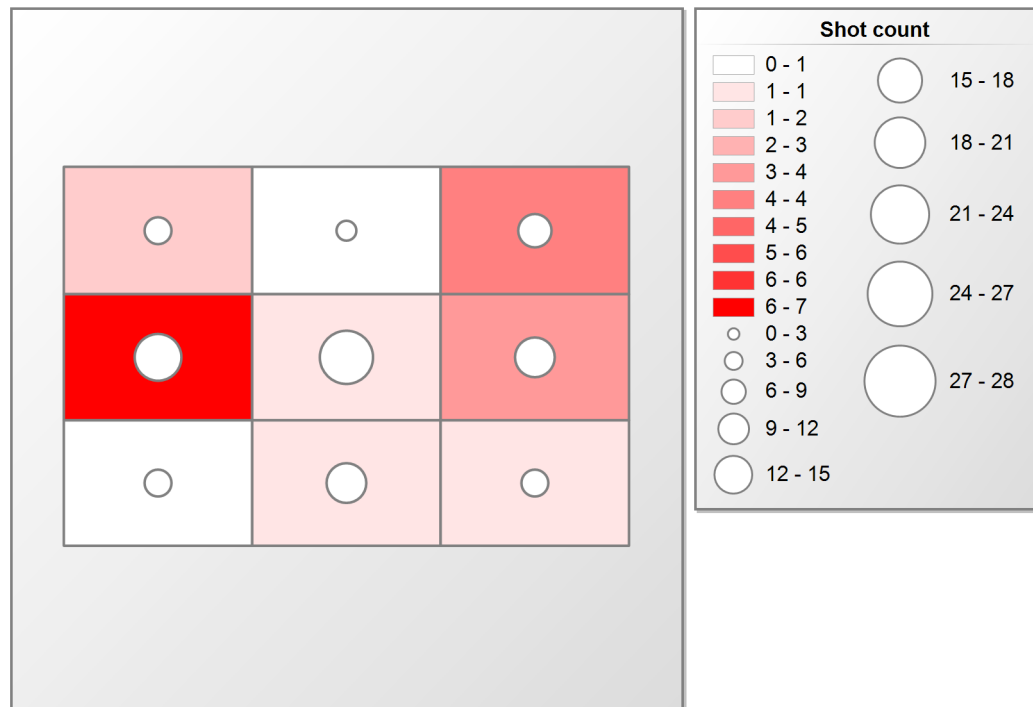 Shot count
0 - 1
1 - 1
1 - 2
2 - 3
3 - 4
4 - 4
4 - 5
5 - 6
6 - 6
6 - 7
0 - 3
3 - 6
6 - 9
9 - 12
12 - 15
15 - 18
18 - 21
21 - 24
24 - 27
27 - 28